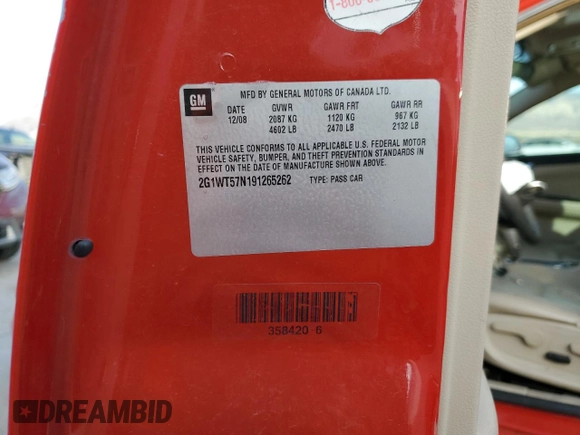 1-800-
GM
MFD BY GENERAL MOTORS OF CANADA LTD.
DATE GVWR GAWR FRT GAWR RR
12/08 2087 KG 1120 KG 967 KG
4602 LB 2470 LB 2132 LB
THIS VEHICLE CONFORMS TO ALL APPLICABLE U.S. FEDERAL MOTOR
VEHICLE SAFETY, BUMPER, AND THEFT PREVENTION STANDARDS IN
EFFECT ON THE DATE OF MANUFACTURE SHOWN ABOVE.
2G1WT57N191265262 TYPE: PASS CAR
358420 6
DREAMBID